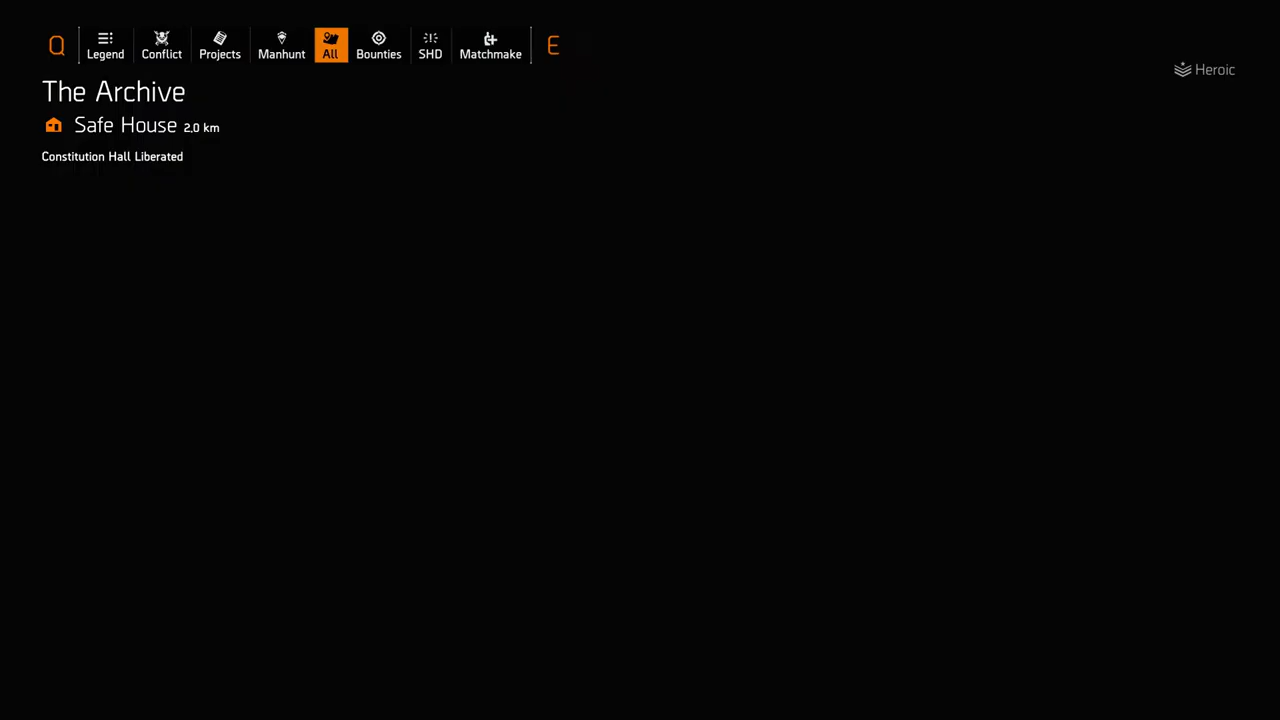 Q Legend Conflict Projects Manhunt All Bounties SHD Matchmake E
Heroic
The Archive
Safe House 2,0 km
Constitution Hall Liberated